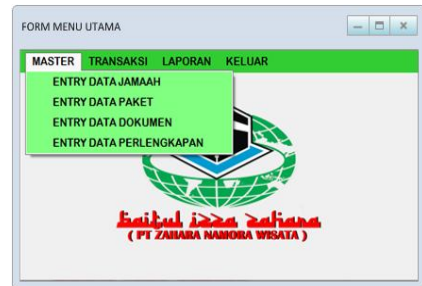 FORM MENU UTAMA
MASTER TRANSAKSI LAPORAN KELUAR
ENTRY DATA JAMAAH
ENTRY DATA PAKET
ENTRY DATA DOKUMEN
ENTRY DATA PERLENGKAPAN
baitul izza zahara
( PT ZAHARA NAMORA WISATA )